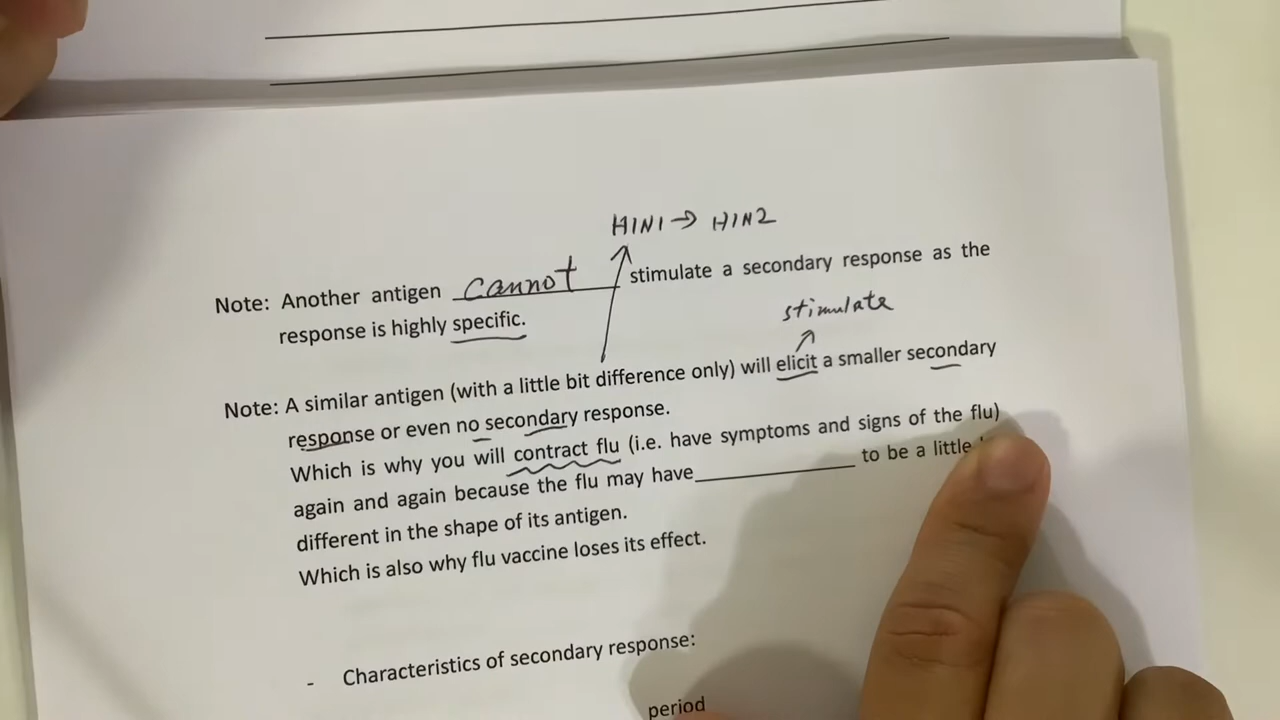 H1N1 → H1N2
Note: Another antigen cannot stimulate a secondary response as the
response is highly specific.
stimulate
Note: A similar antigen (with a little bit difference only) will elicit a smaller secondary
response or even no secondary response.
Which is why you will contract flu (i.e. have symptoms and signs of the flu)
again and again because the flu may have____________ to be a little
different in the shape of its antigen.
Which is also why flu vaccine loses its effect.
- Characteristics of secondary response:
period